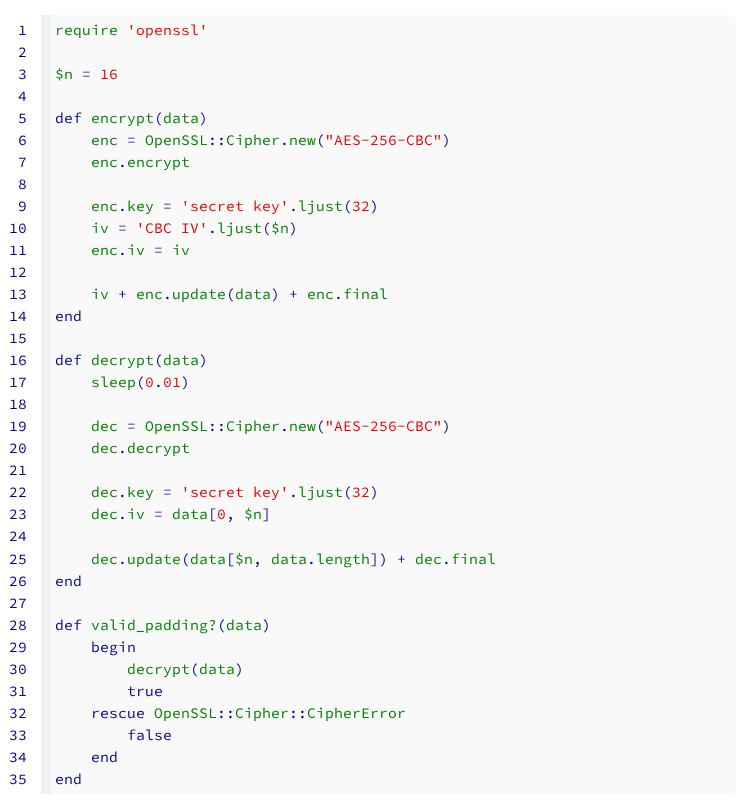 1 require 'openssl'
2
3 $n = 16
4
5 def encrypt(data)
6     enc = OpenSSL::Cipher.new("AES-256-CBC")
7     enc.encrypt
8
9     enc.key = 'secret key'.ljust(32)
10     iv = 'CBC IV'.ljust($n)
11     enc.iv = iv
12
13     iv + enc.update(data) + enc.final
14 end
15
16 def decrypt(data)
17     sleep(0.01)
18
19     dec = OpenSSL::Cipher.new("AES-256-CBC")
20     dec.decrypt
21
22     dec.key = 'secret key'.ljust(32)
23     dec.iv = data[0, $n]
24
25     dec.update(data[$n, data.length]) + dec.final
26 end
27
28 def valid_padding?(data)
29     begin
30         decrypt(data)
31         true
32     rescue OpenSSL::Cipher::CipherError
33         false
34     end
35 end